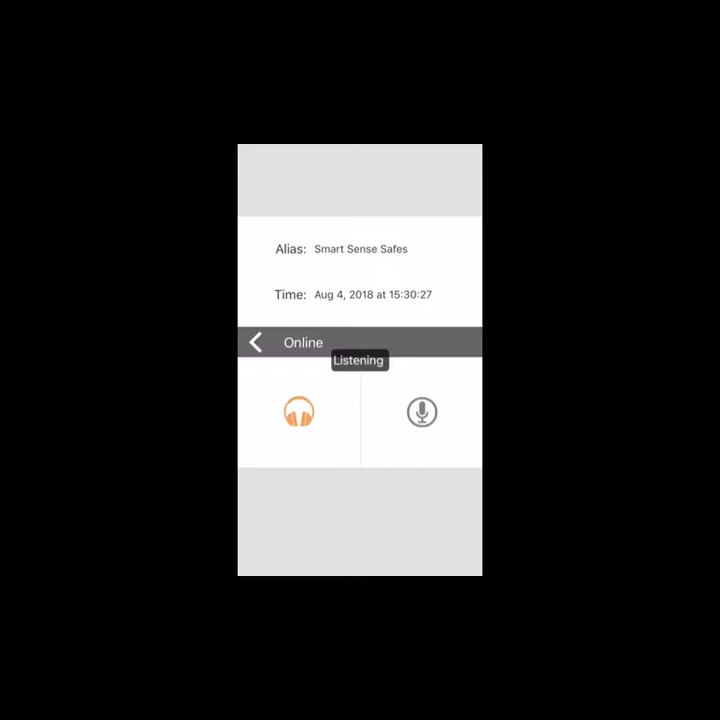 Alias: Smart Sense Safes
Time: Aug 4, 2018 at 15:30:27
Online
Listening